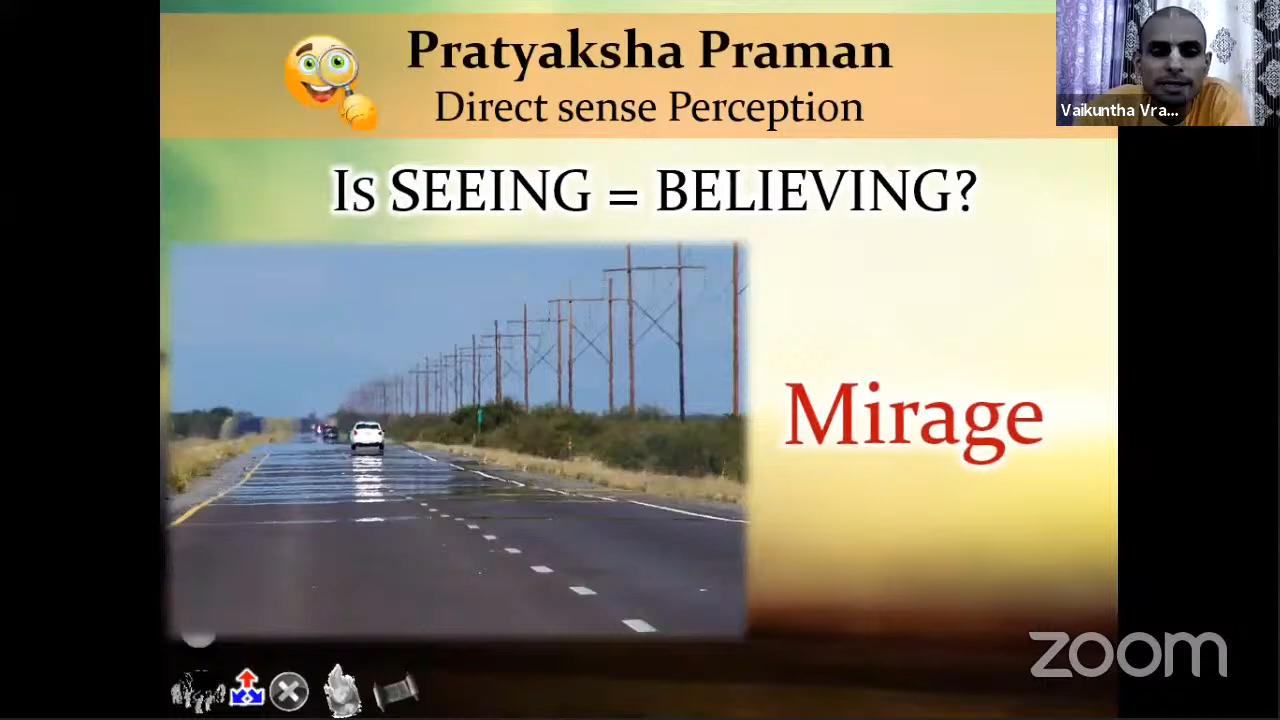 Pratyaksha Praman
Direct sense Perception
Vaikuntha Vra...
Is SEEING = BELIEVING?
Mirage
zoom